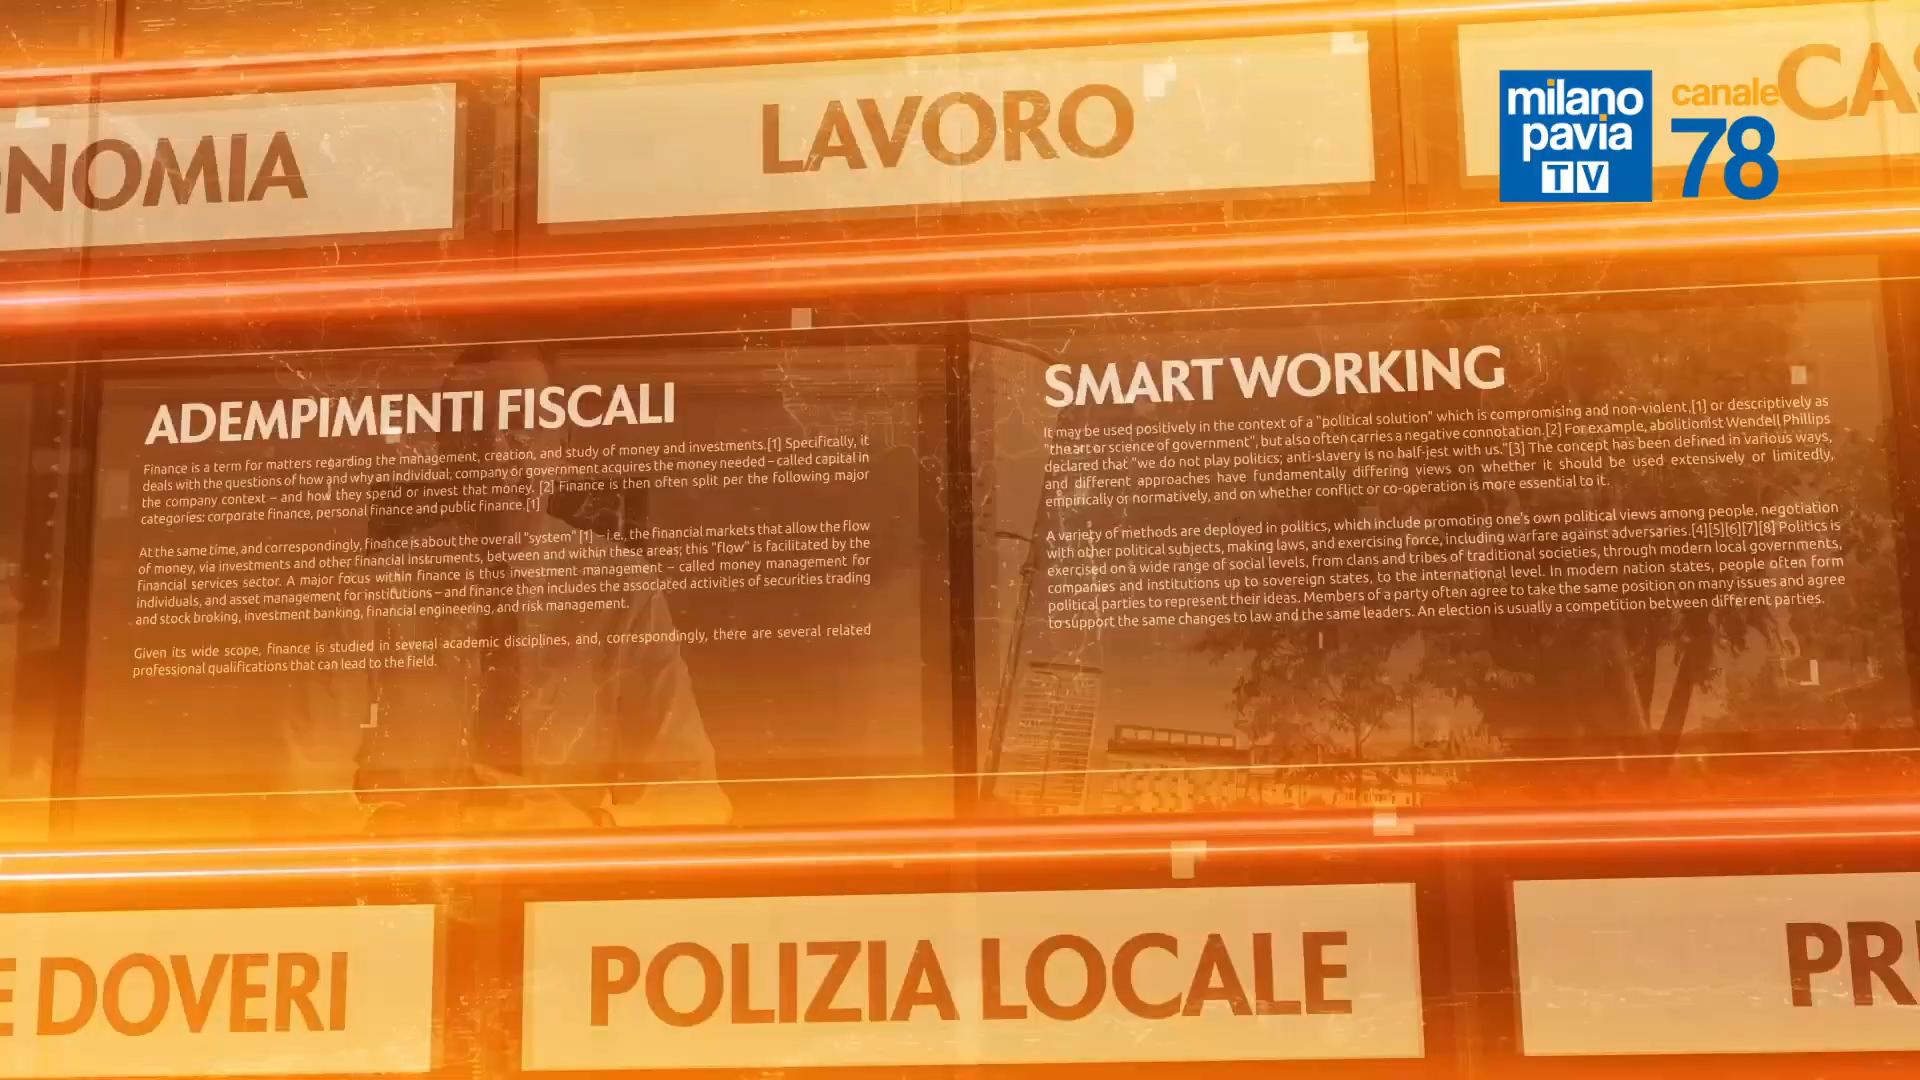 NOMIA
LAVORO
CAS
milano
pavia
TV
canale
78
ADEMPIMENTI FISCALI
Finance is a term for matters regarding the management, creation, and study of money and investments.[1] Specifically, it
deals with the questions of how and why an individual, company or government acquires the money needed – called capital in
the company context – and how they spend or invest that money. [2] Finance is then often split per the following major
categories: corporate finance, personal finance and public finance.[1]
At the same time, and correspondingly, finance is about the overall "system" [1] – i.e., the financial markets that allow the flow
of money, via investments and other financial instruments, between and within these areas; this "flow" is facilitated by the
financial services sector. A major focus within finance is thus investment management – called money management for
individuals, and asset management for institutions – and finance then includes the associated activities of securities trading
and stock broking, investment banking, financial engineering, and risk management.
Given its wide scope, finance is studied in several academic disciplines, and, correspondingly, there are several related
professional qualifications that can lead to the field.
SMART WORKING
It may be used positively in the context of a "political solution" which is compromising and non-violent,[1] or descriptively as
"the art or science of government", but also often carries a negative connotation.[2] For example, abolitionist Wendell Phillips
declared that "we do not play politics; anti-slavery is no half-jest with us."[3] The concept has been defined in various ways,
and different approaches have fundamentally differing views on whether it should be used extensively or limitedly,
empirically or normatively, and on whether conflict or co-operation is more essential to it.
A variety of methods are deployed in politics, which include promoting one's own political views among people, negotiation
with other political subjects, making laws, and exercising force, including warfare against adversaries.[4][5][6][7][8] Politics is
exercised on a wide range of social levels, from clans and tribes of traditional societies, through modern local governments,
companies and institutions up to sovereign states, to the international level. In modern nation states, people often form
political parties to represent their ideas. Members of a party often agree to take the same position on many issues and agree
to support the same changes to law and the same leaders. An election is usually a competition between different parties.
E DOVERI
POLIZIA LOCALE
PRI